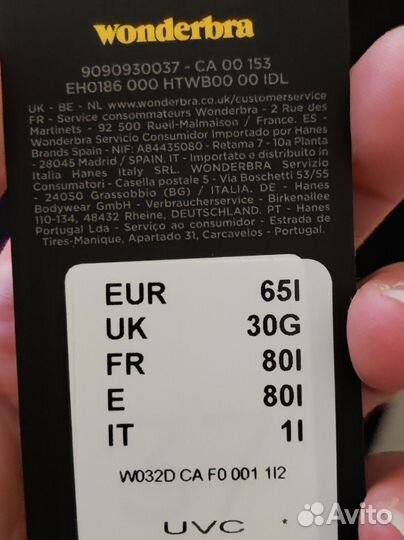 wonderbra
9090930037 - CA 00 153
EH0186 000 HTWB00 00 IDL
UK - BE - NL www.wonderbra.co.uk/customerservice
FR - Service consommateurs Wonderbra - 2 Rue des
Martinets - 92 500 Rueil-Malmaison / France. ES -
Wonderbra Servicio Consumidor Importado por Hanes
Brands Spain - NIF: A84435080 - Retama 7 - 10a Planta
- 28045 Madrid / SPAIN. IT - Importato e distribuito in
Italia Hanes Italy SRL. WONDERBRA Servizio
Consumatori - Casella postale 5 - Via Boschetti 53/55
- 24050 Grassobbio (BG) / ITALIA. DE - Hanes
Bodywear GmbH - Verbraucherservice - Birkenallee
110-134, 48432 Rheine, DEUTSCHLAND. PT - Hans
Portugal Lda - Serviço ao consumidor - Estrada de
Tires-Manique, Apartado 31, Carcavelos - Portugal.
EUR 65I
UK 30G
FR 80I
E 80I
IT 1I
W032D CA F0 001 1I2
UVC *
Avito